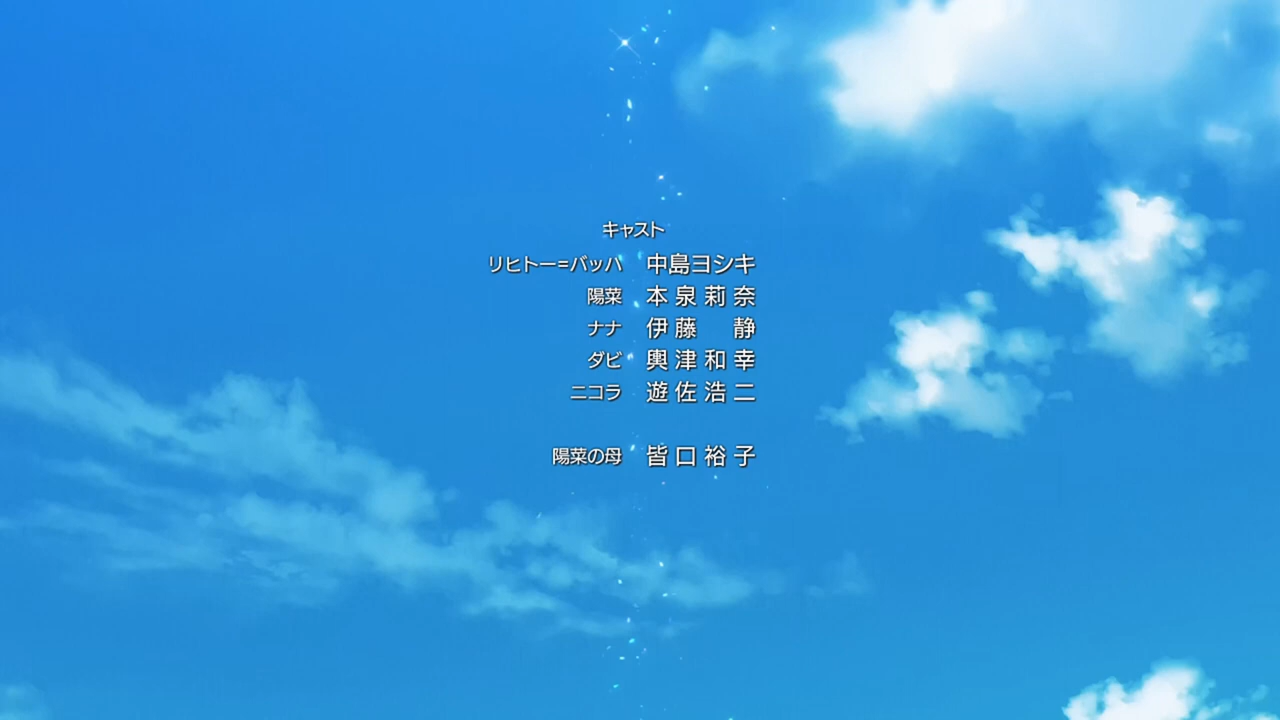 キャスト
リヒトー=バッハ 中島ヨシキ
陽菜 本泉莉奈
ナナ 伊藤 静
ダビ 興津和幸
ニコラ 遊佐浩二
陽菜の母 皆口裕子